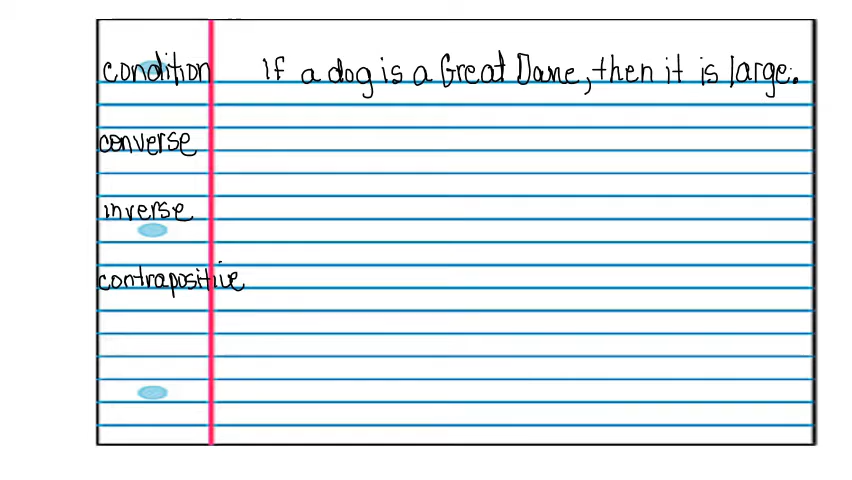 condition If a dog is a Great Dane, then it is large.
converse
inverse
contrapositive